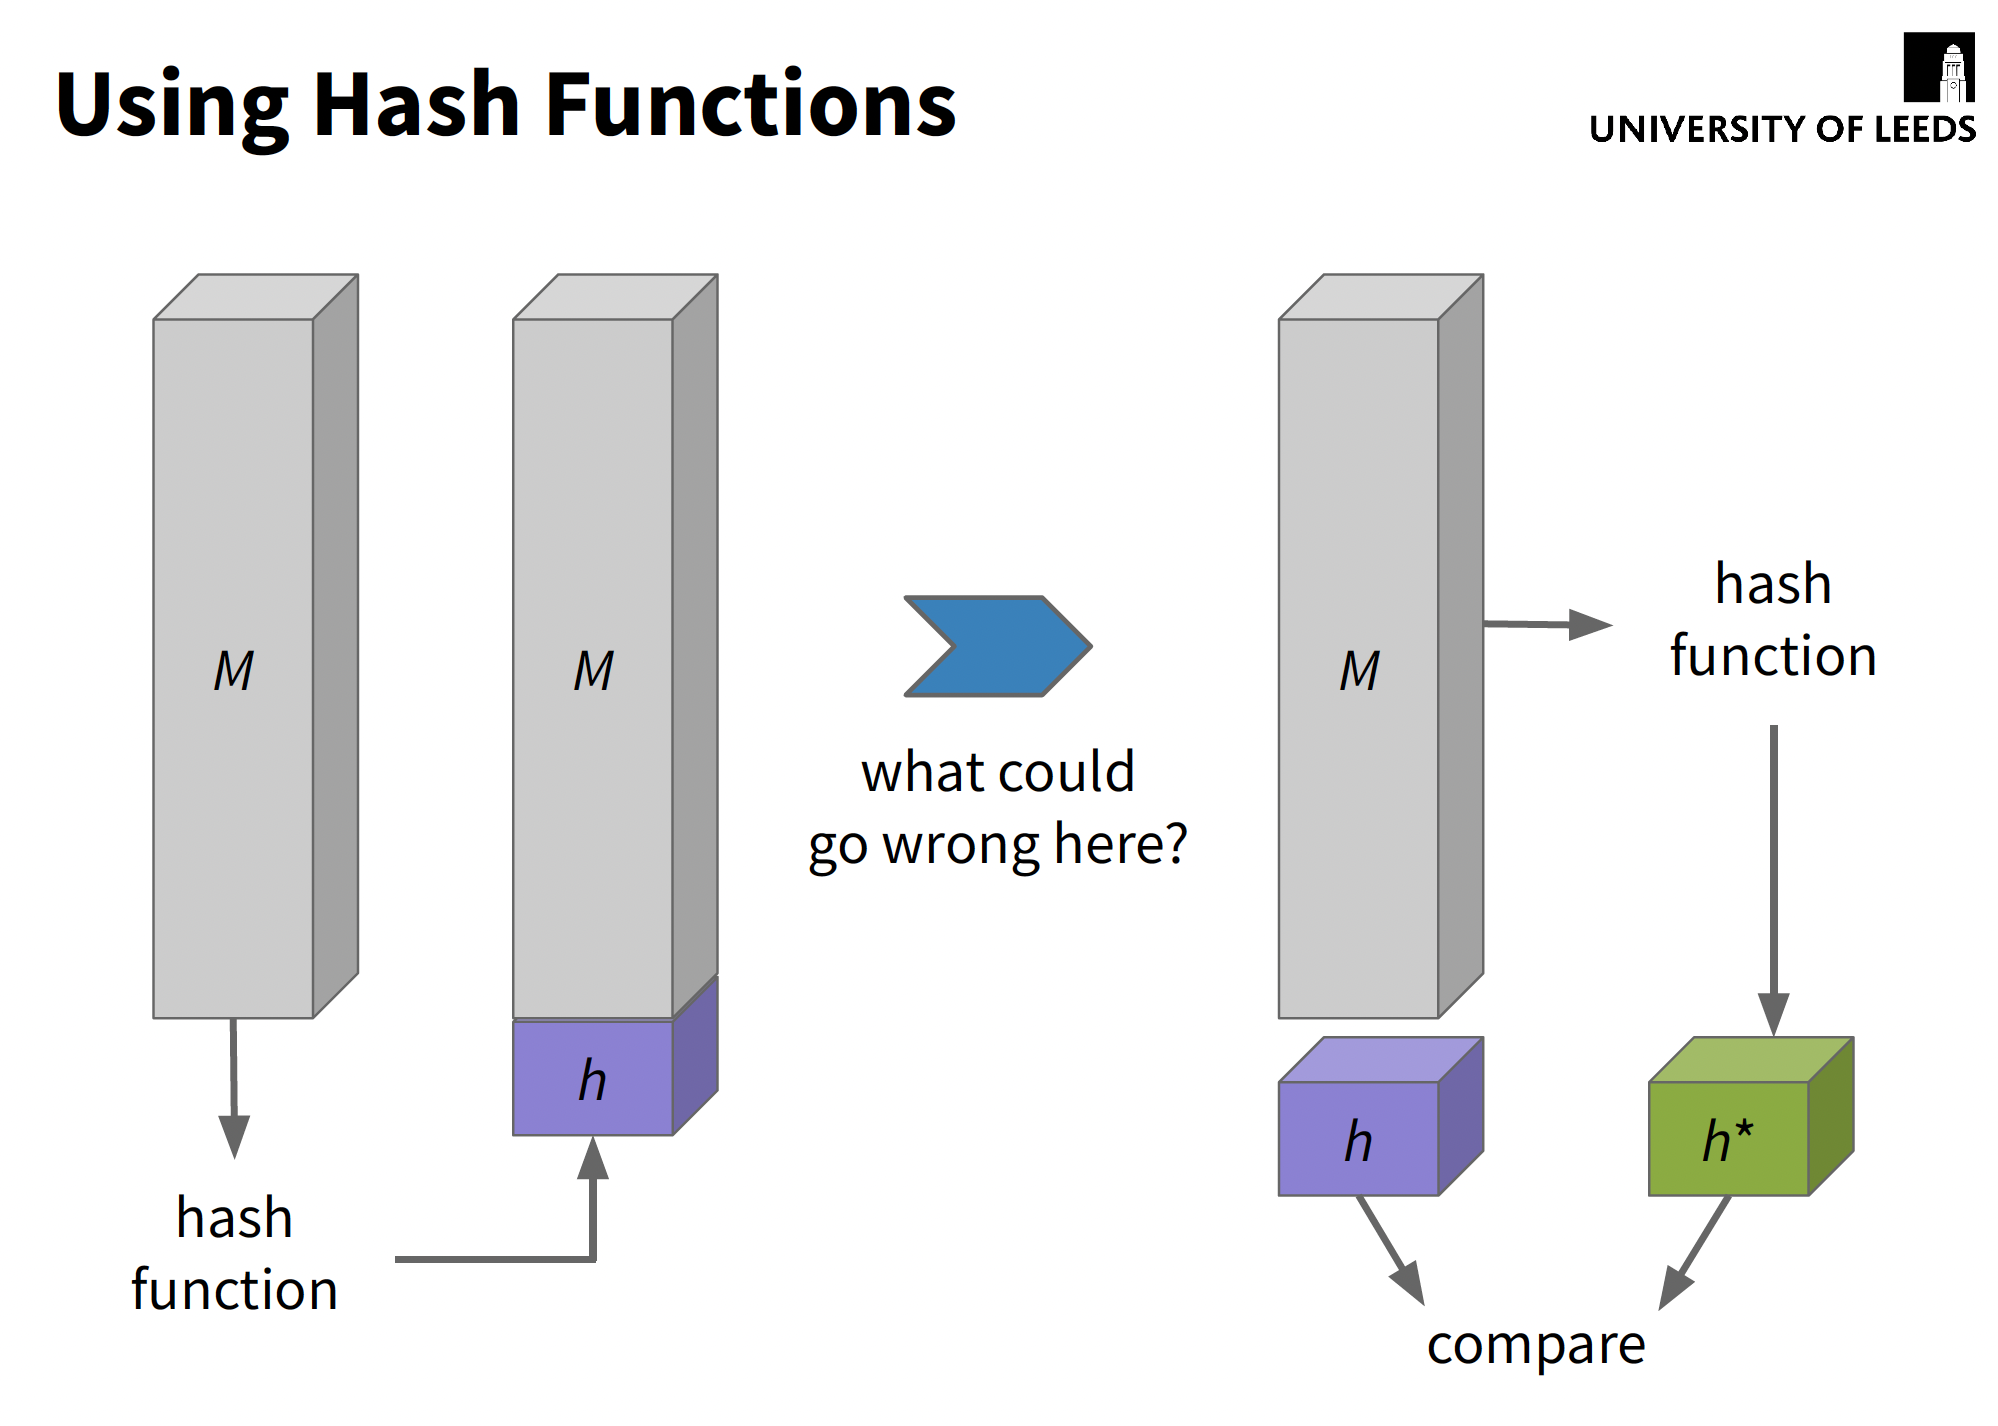 Using Hash Functions
UNIVERSITY OF LEEDS
M
hash
function
M
h
what could
go wrong here?
M
hash
function
h
h*
compare